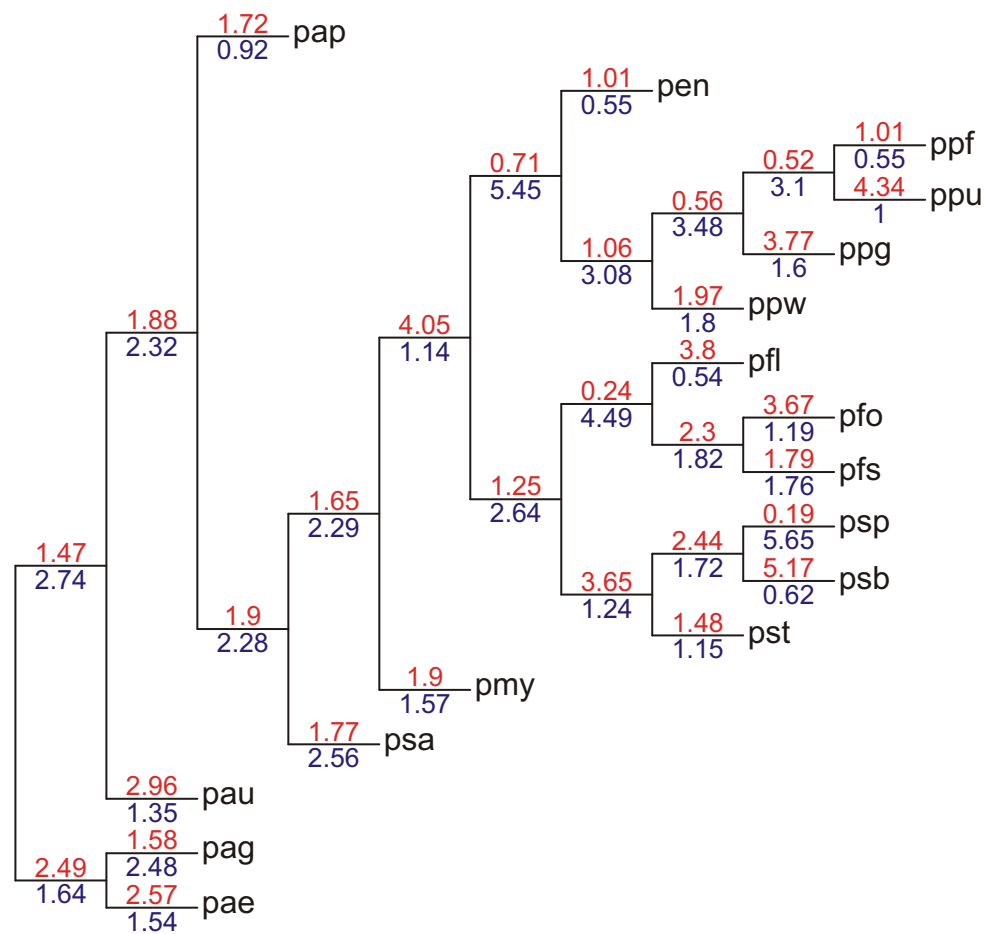 1.72 pap
0.92
1.01 pen
0.55
1.01 ppf
0.55
0.71
5.45
0.52
3.1
4.34 ppu
1
0.56
3.48
3.77 ppg
1.6
1.06
3.08
1.97 ppw
1.8
1.88
2.32
4.05
1.14
3.8 pfl
0.54
0.24
4.49
3.67 pfo
1.19
2.3
1.82
1.79 pfs
1.76
1.65
2.29
1.25
2.64
0.19 psp
5.65
2.44
1.72
5.17 psb
0.62
1.47
2.74
3.65
1.24
1.9
2.28
1.48 pst
1.15
1.9 pmy
1.57
1.77 psa
2.56
2.96 pau
1.35
1.58 pag
2.48
2.49
1.64
2.57 pae
1.54